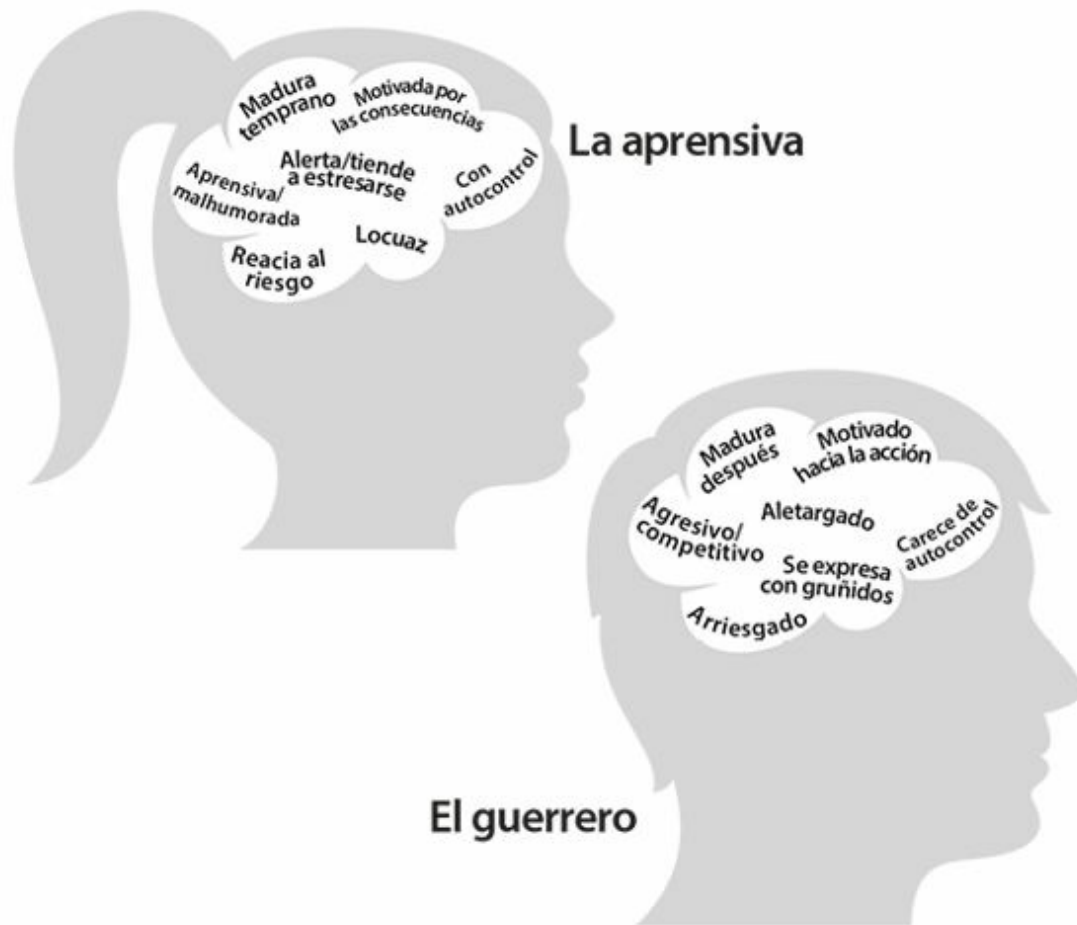 Madura
temprano
Motivada por
las consecuencias
La aprensiva
Alerta/tiende
a estresarse
Con
autocontrol
Aprensiva/
malhumorada
Locuaz
Reacia al
riesgo
Madura
después
Motivado
hacia la acción
Agresivo/
competitivo
Aletargado
Carece de
autocontrol
Se expresa
con gruñidos
Arriesgado
El guerrero